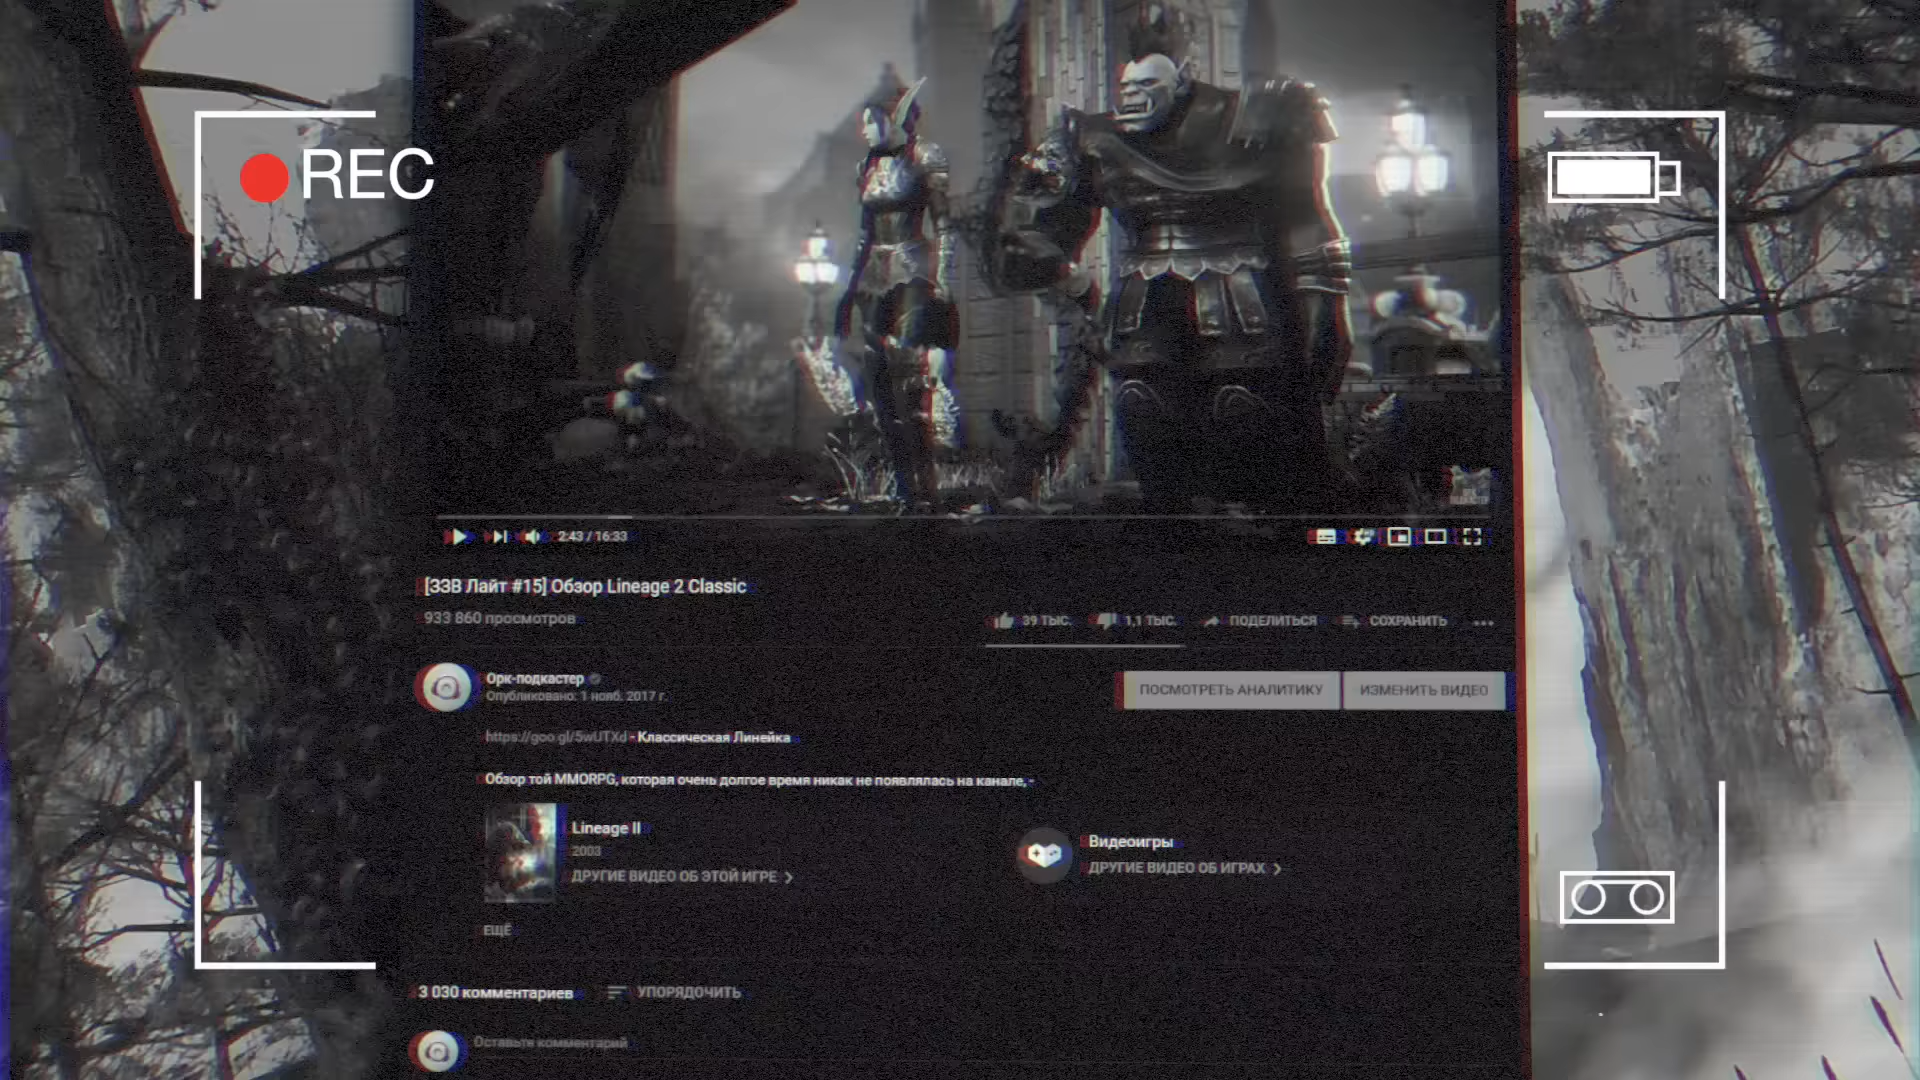 REC
2:43 / 16:33
[ЗЗВ Лайт #15] Обзор Lineage 2 Classic
933 860 просмотров
39 ТЫС. 1,1 ТЫС. ПОДЕЛИТЬСЯ СОХРАНИТЬ
Орк-подкастер
Опубликовано: 1 нояб. 2017 г.
ПОСМОТРЕТЬ АНАЛИТИКУ ИЗМЕНИТЬ ВИДЕО
https://goo.gl/5wUTXd - Классическая Линейка
Обзор той MMORPG, которая очень долгое время никак не появлялась на канале, -
Lineage II
2003
ДРУГИЕ ВИДЕО ОБ ЭТОЙ ИГРЕ
Видеоигры
ДРУГИЕ ВИДЕО ОБ ИГРАХ
ЕЩЁ
3 030 комментариев УПОРЯДОЧИТЬ
Оставьте комментарий